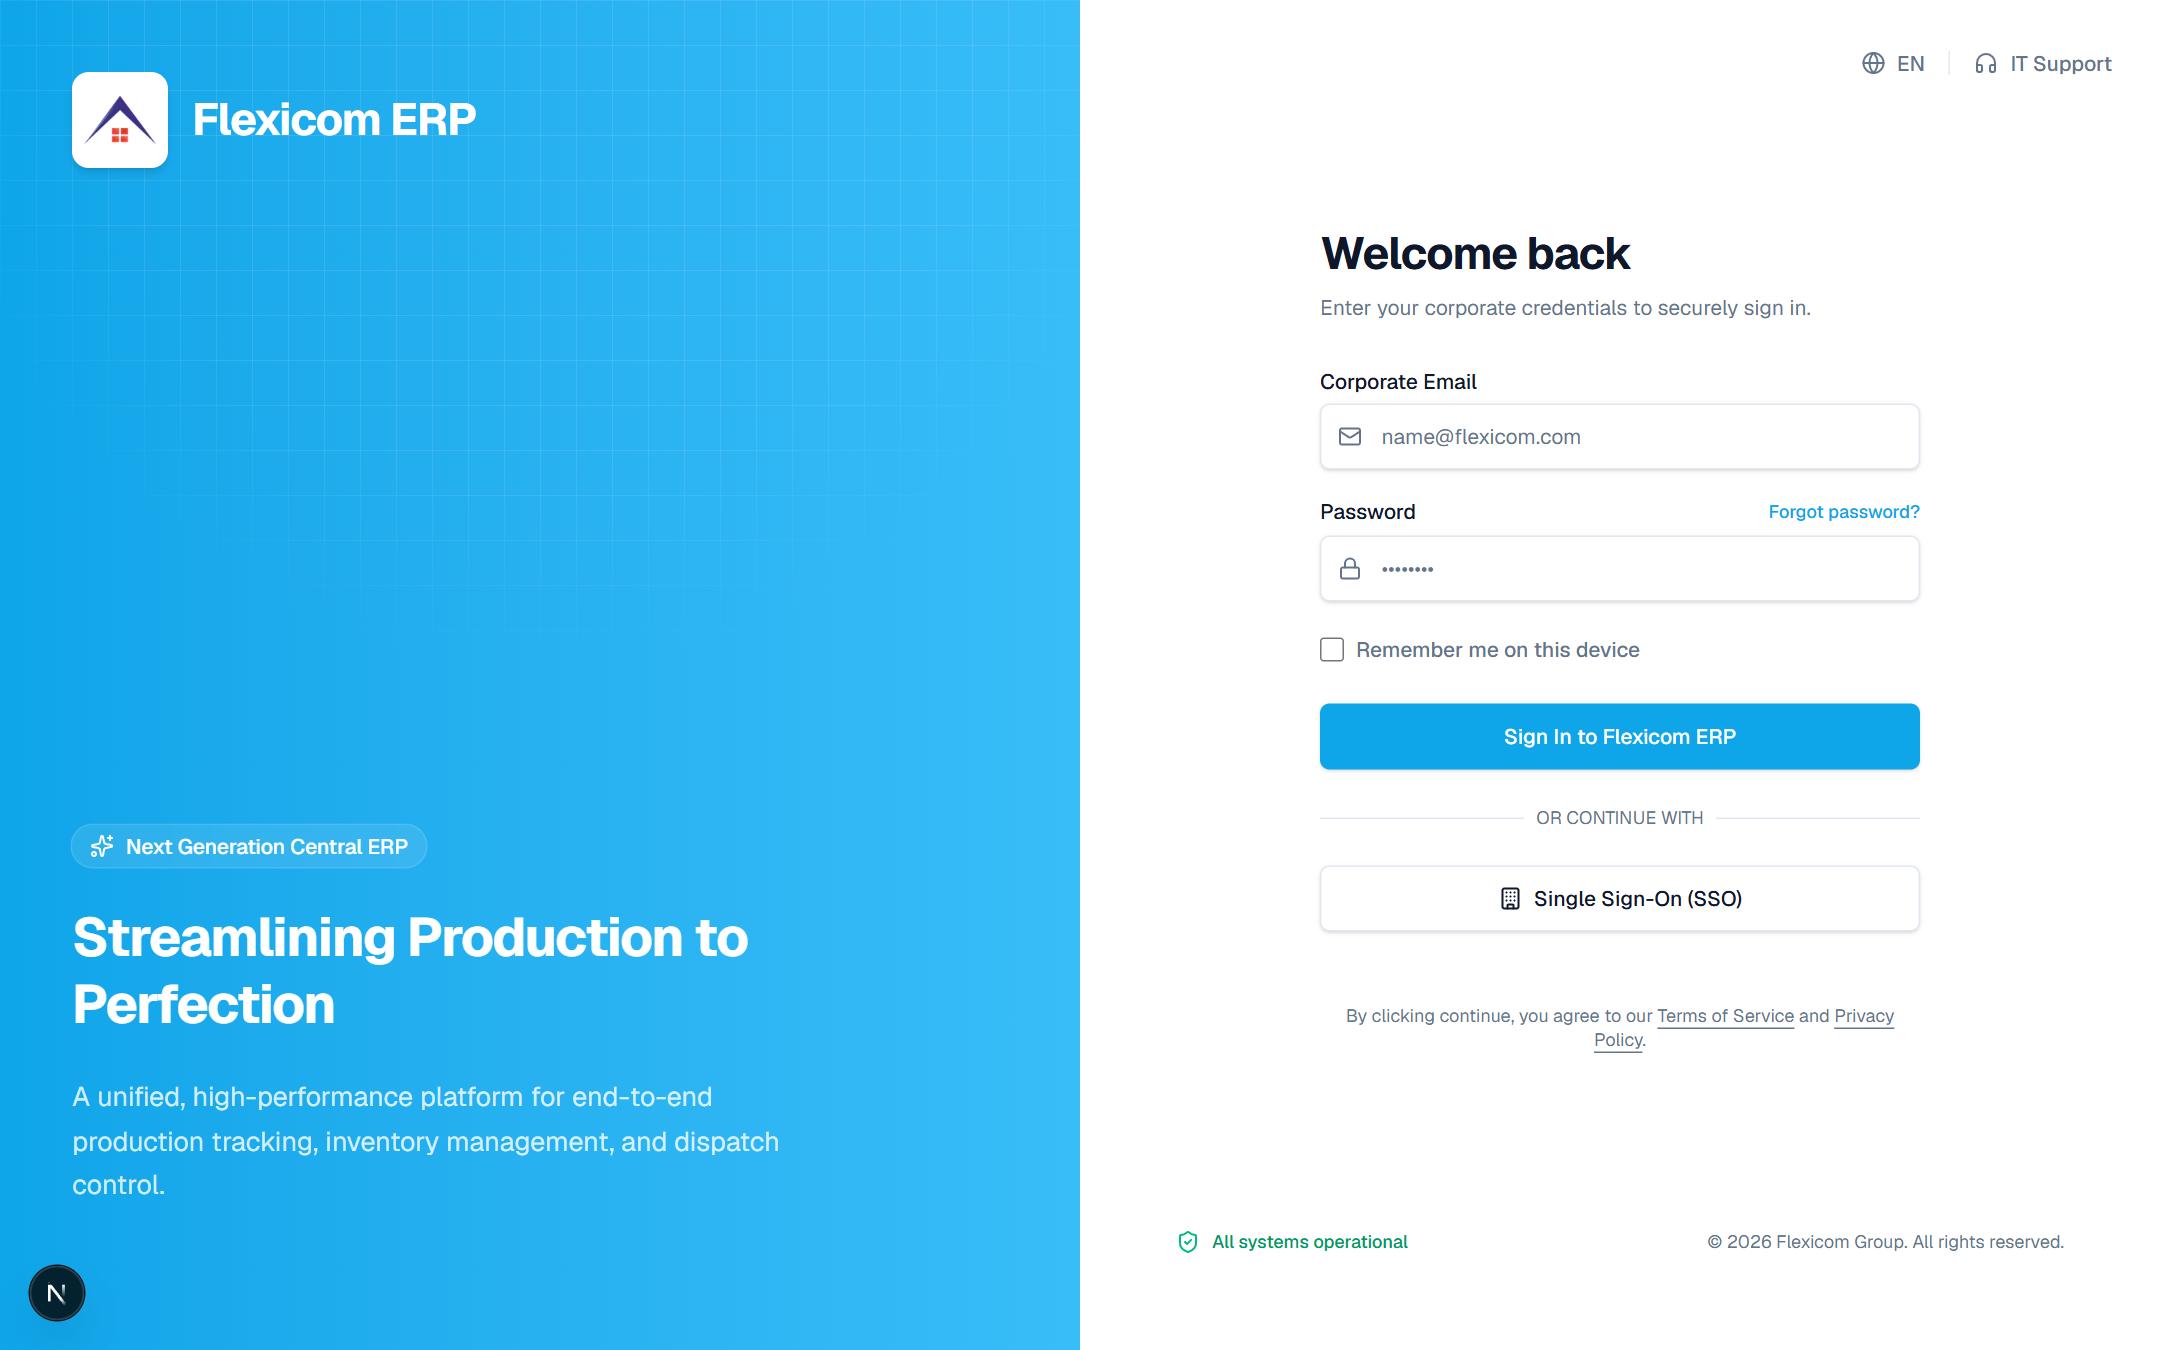 Flexicom ERP
Next Generation Central ERP
Streamlining Production to
Perfection
A unified, high-performance platform for end-to-end
production tracking, inventory management, and dispatch
control.
N
EN
IT Support
Welcome back
Enter your corporate credentials to securely sign in.
Corporate Email
name@flexicom.com
Password
Forgot password?
••••••••
Remember me on this device
Sign In to Flexicom ERP
OR CONTINUE WITH
Single Sign-On (SSO)
By clicking continue, you agree to our Terms of Service and Privacy
Policy.
All systems operational
© 2026 Flexicom Group. All rights reserved.